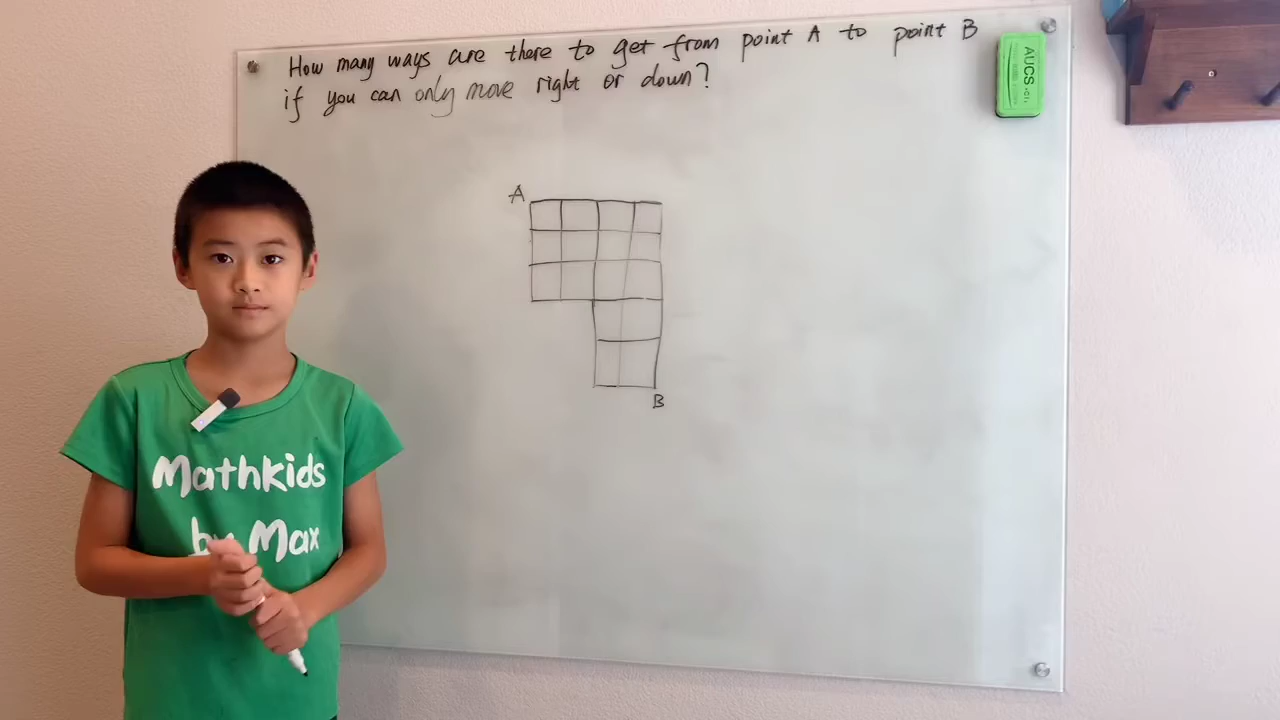 How many ways are there to get from point A to point B
if you can only move right or down?
AUCS
A
B
Mathkids
by Max